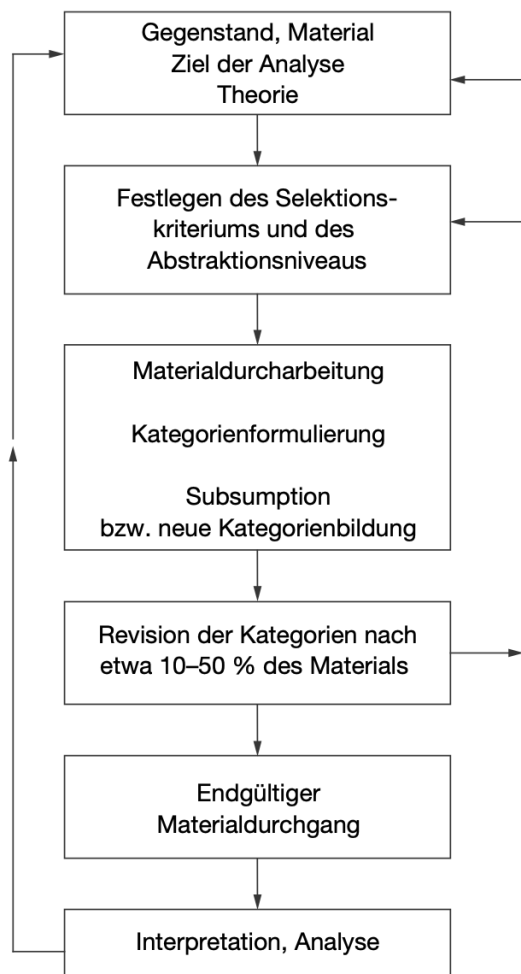 Gegenstand, Material
Ziel der Analyse
Theorie
Festlegen des Selektions-
kriteriums und des
Abstraktionsniveaus
Materialdurcharbeitung
Kategorienformulierung
Subsumption
bzw. neue Kategorienbildung
Revision der Kategorien nach
etwa 10–50 % des Materials
Endgültiger
Materialdurchgang
Interpretation, Analyse